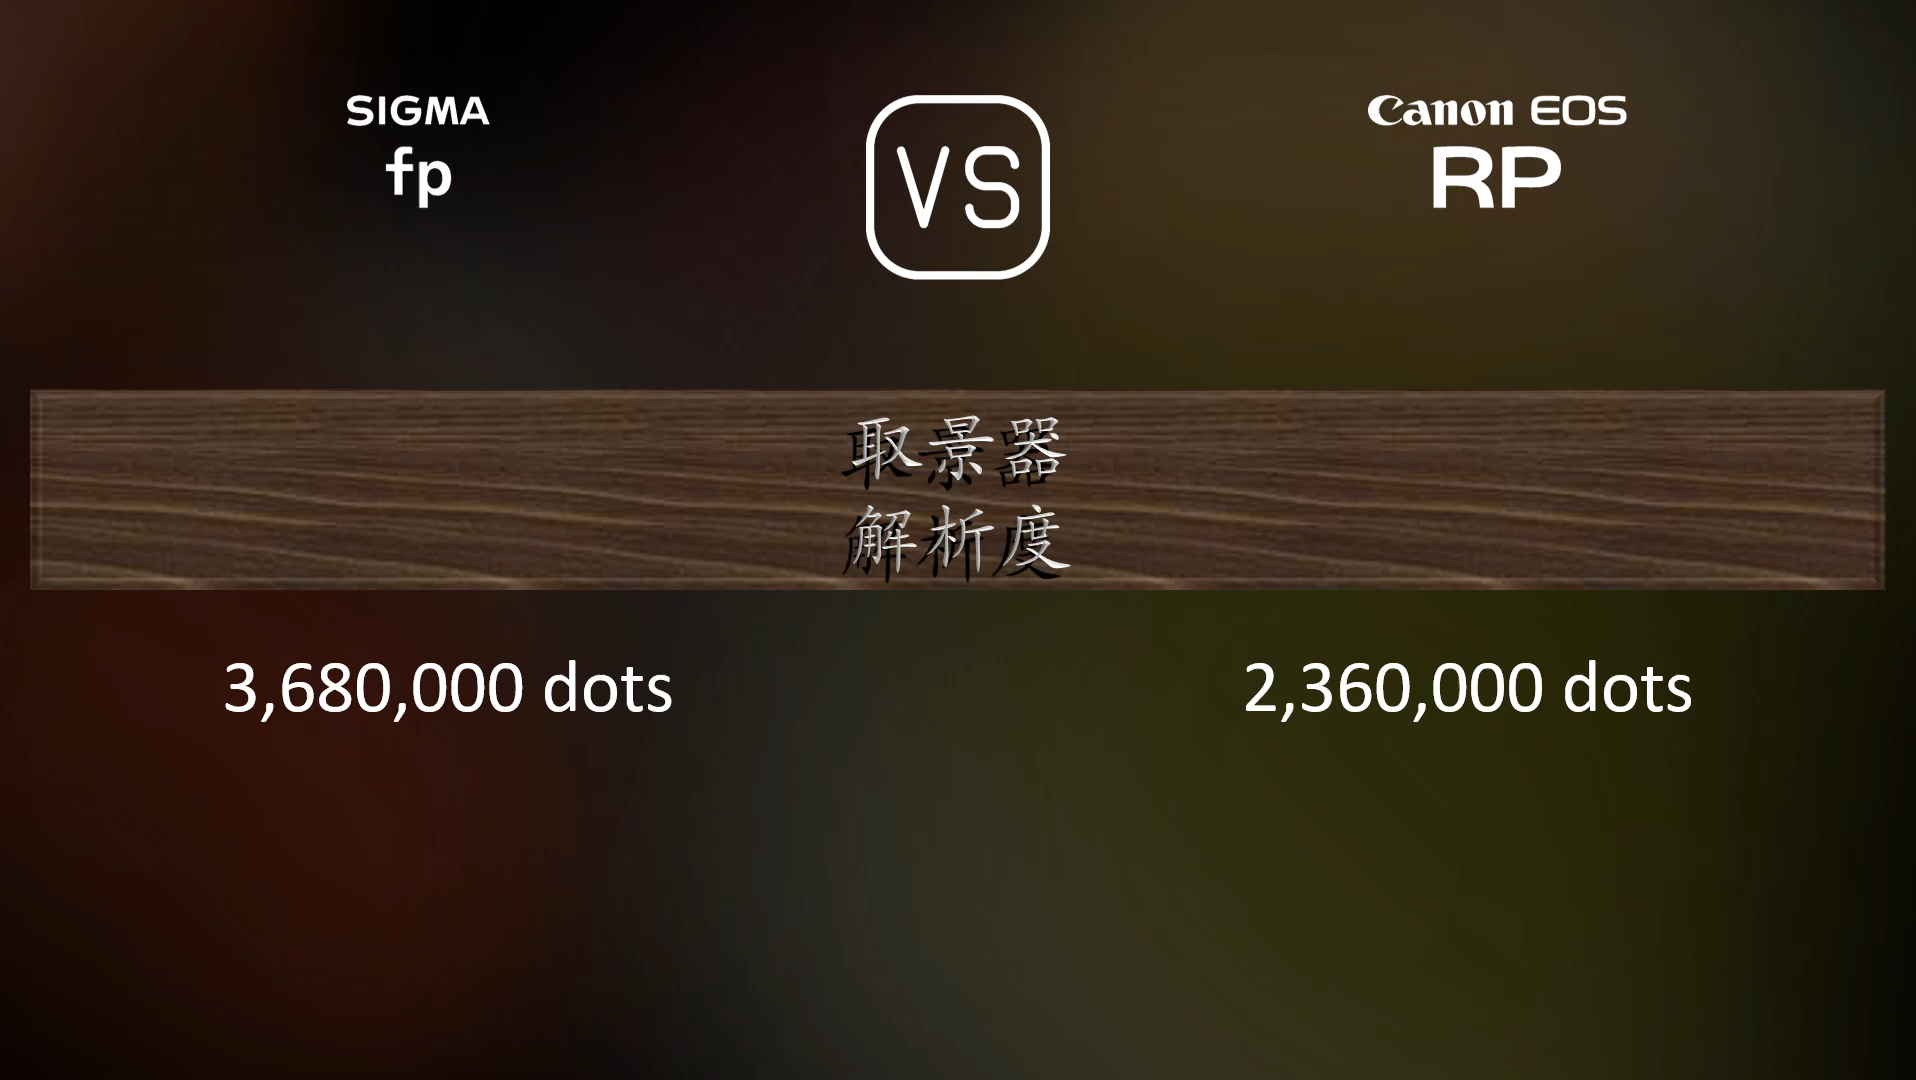 SIGMA
fp
VS
Canon EOS
RP
取景器
解析度
3,680,000 dots
2,360,000 dots